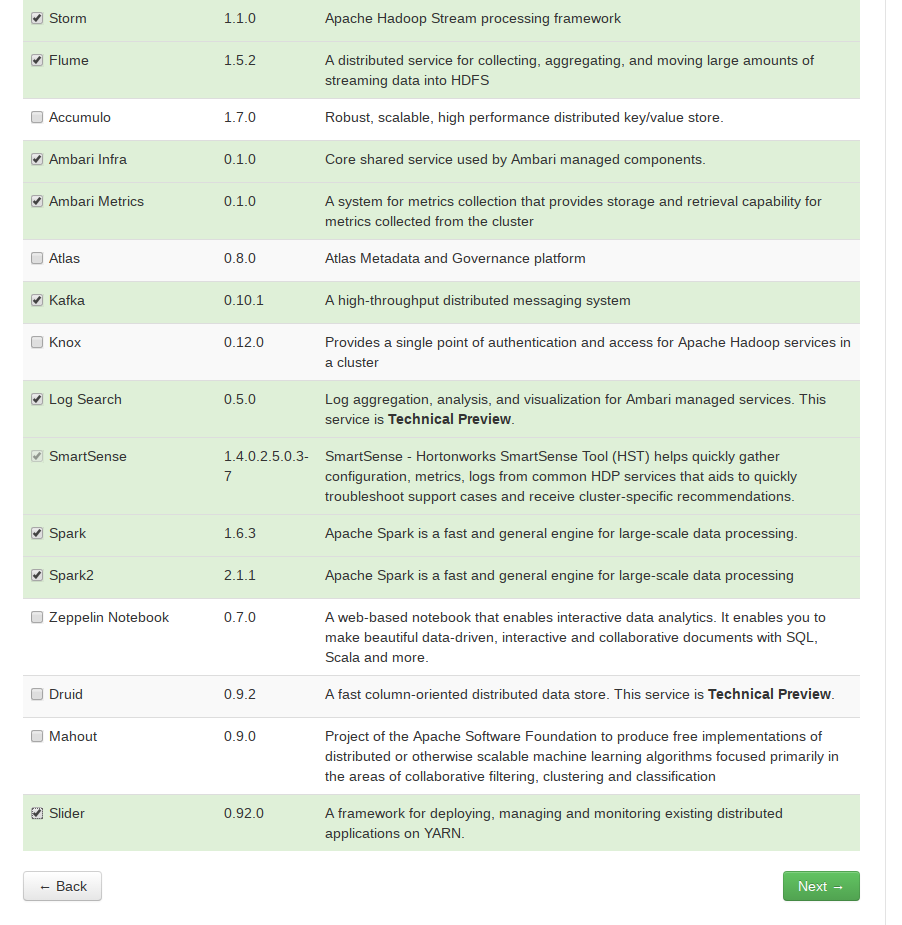 Storm 1.1.0 Apache Hadoop Stream processing framework
Flume 1.5.2 A distributed service for collecting, aggregating, and moving large amounts of
streaming data into HDFS
Accumulo 1.7.0 Robust, scalable, high performance distributed key/value store.
Ambari Infra 0.1.0 Core shared service used by Ambari managed components.
Ambari Metrics 0.1.0 A system for metrics collection that provides storage and retrieval capability for
metrics collected from the cluster
Atlas 0.8.0 Atlas Metadata and Governance platform
Kafka 0.10.1 A high-throughput distributed messaging system
Knox 0.12.0 Provides a single point of authentication and access for Apache Hadoop services in
a cluster
Log Search 0.5.0 Log aggregation, analysis, and visualization for Ambari managed services. This
service is Technical Preview.
SmartSense 1.4.0.2.5.0.3- SmartSense - Hortonworks SmartSense Tool (HST) helps quickly gather
7 configuration, metrics, logs from common HDP services that aids to quickly
troubleshoot support cases and receive cluster-specific recommendations.
Spark 1.6.3 Apache Spark is a fast and general engine for large-scale data processing.
Spark2 2.1.1 Apache Spark is a fast and general engine for large-scale data processing
Zeppelin Notebook 0.7.0 A web-based notebook that enables interactive data analytics. It enables you to
make beautiful data-driven, interactive and collaborative documents with SQL,
Scala and more.
Druid 0.9.2 A fast column-oriented distributed data store. This service is Technical Preview.
Mahout 0.9.0 Project of the Apache Software Foundation to produce free implementations of
distributed or otherwise scalable machine learning algorithms focused primarily in
the areas of collaborative filtering, clustering and classification
Slider 0.92.0 A framework for deploying, managing and monitoring existing distributed
applications on YARN.
← Back Next →